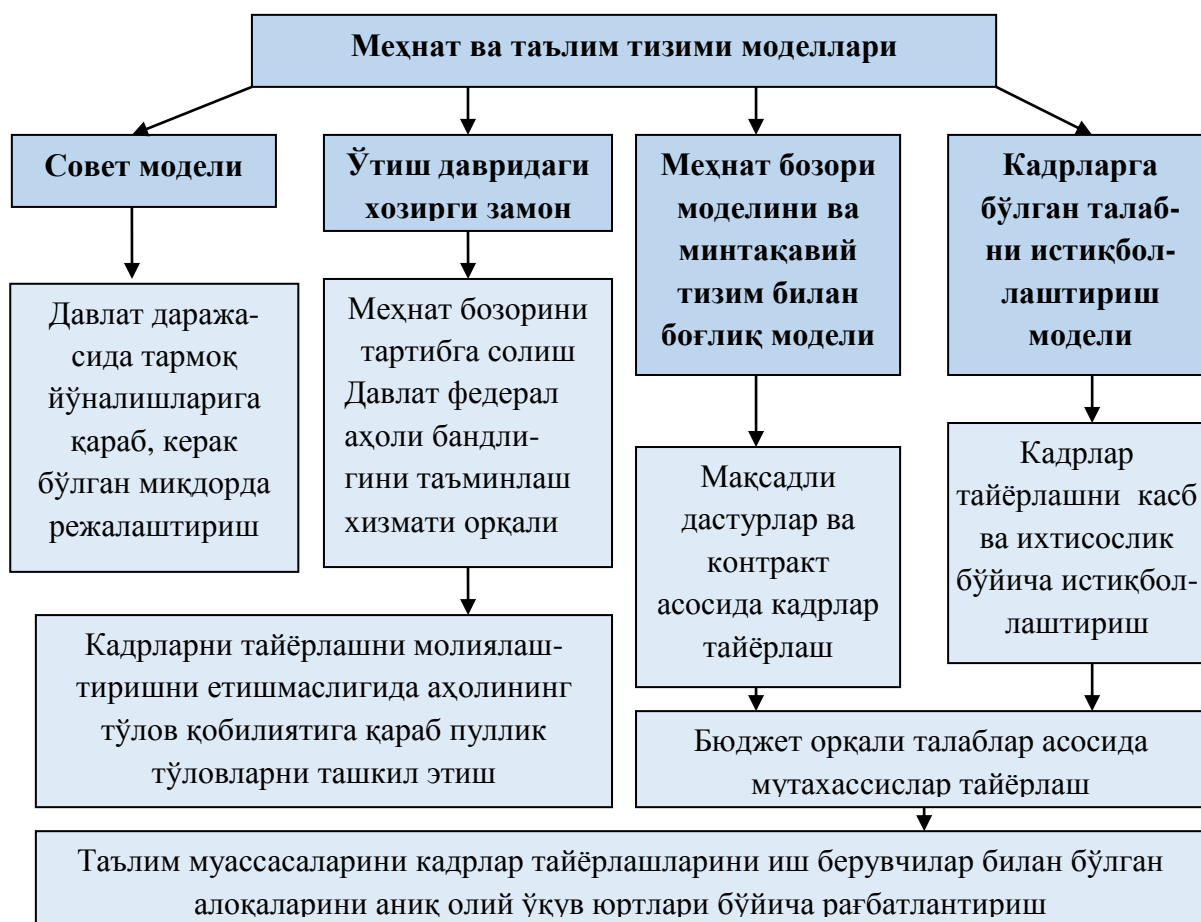 Меҳнат ва таълим тизими моделлари
Совет модели
Ўтиш давридаги
хозирги замон
Меҳнат бозори
моделини ва
минтақавий
тизим билан
боғлиқ модели
Кадрларга
бўлган талаб-
ни истиқбол-
лаштириш
модели
Давлат даража-
сида тармоқ
йўналишларига
қараб, керак
бўлган миқдорда
режалаштириш
Меҳнат бозорини
тартибга солиш
Давлат федерал
аҳоли бандли-
гини таъминлаш
хизмати орқали
Мақсадли
дастурлар ва
контракт
асосида кадрлар
тайёрлаш
Кадрлар
тайёрлашни касб
ва ихтисослик
бўйича истиқбол-
лаштириш
Кадрларни тайёрлашни молиялаш-
тиришни етишмаслигида аҳолининг
тўлов қобилиятига қараб пуллик
тўловларни ташкил этиш
Бюджет орқали талаблар асосида
мутахассислар тайёрлаш
Таълим муассасаларини кадрлар тайёрлашларини иш берувчилар билан бўлган
алоқаларини аниқ олий ўқув юртлари бўйича рағбатлантириш